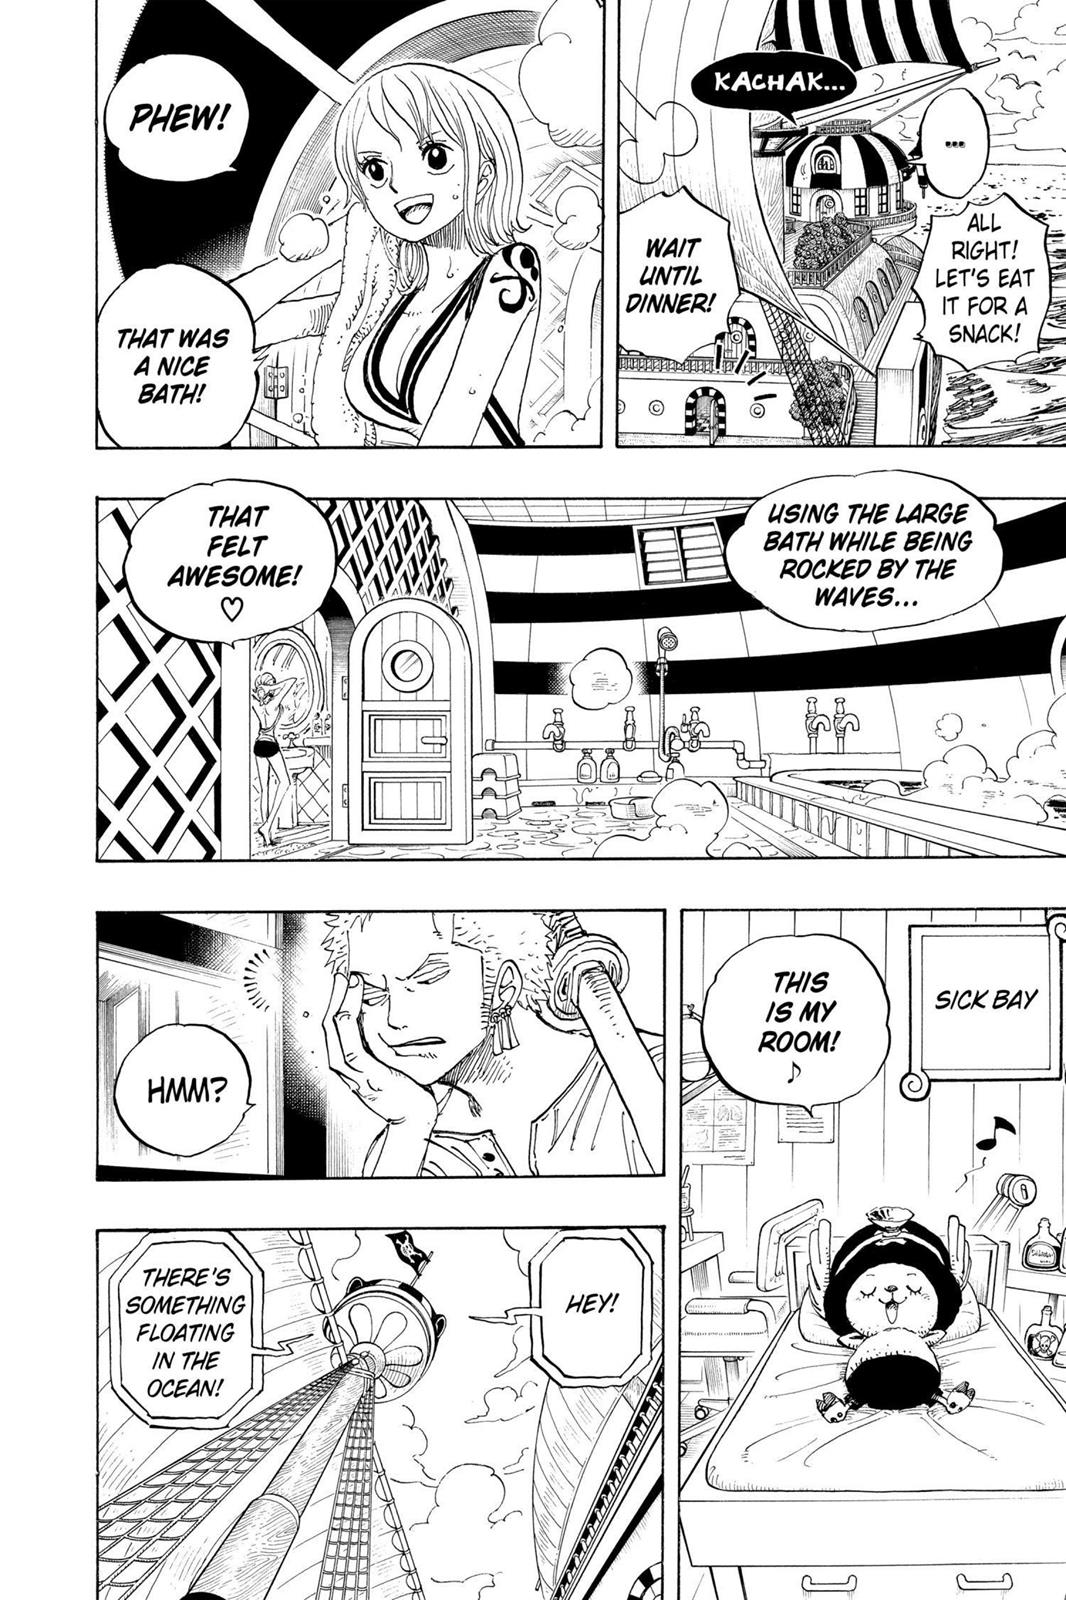 KACHAK...
...
ALL
RIGHT!
LET'S EAT
IT FOR A
SNACK!
WAIT
UNTIL
DINNER!
PHEW!
THAT WAS
A NICE
BATH!
USING THE LARGE
BATH WHILE BEING
ROCKED BY THE
WAVES...
THAT
FELT
AWESOME!
♡
SICK BAY
THIS
IS MY
ROOM!
♪
HMM?
HEY!
THERE'S
SOMETHING
FLOATING
IN THE
OCEAN!